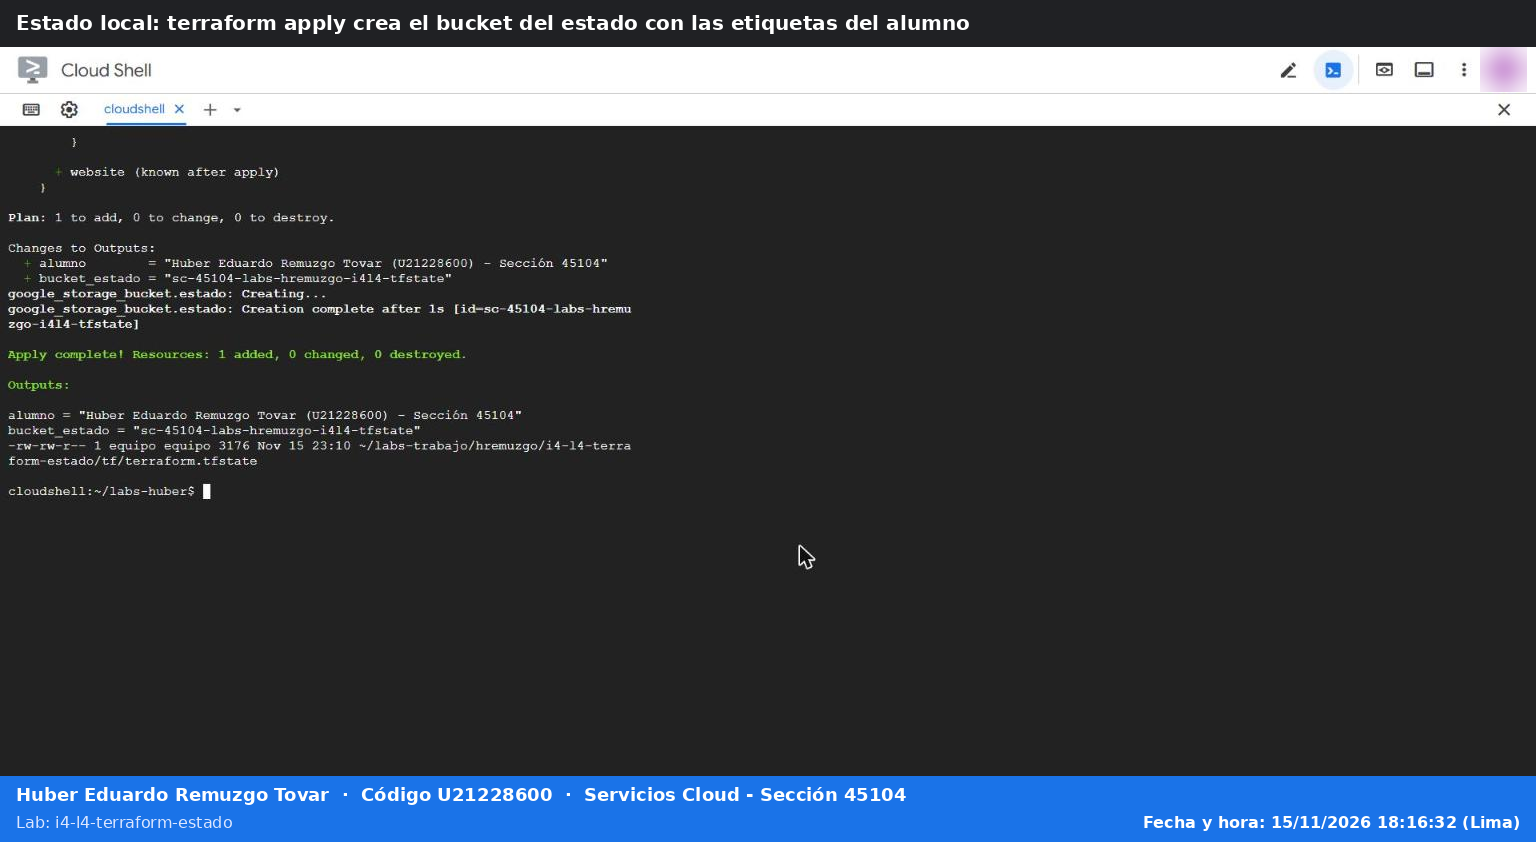 Estado local: terraform apply crea el bucket del estado con las etiquetas del alumno
Cloud Shell
cloudshell
}
+ website (known after apply)
}
Plan: 1 to add, 0 to change, 0 to destroy.
Changes to Outputs:
+ alumno        = "Huber Eduardo Remuzgo Tovar (U21228600) - Sección 45104"
+ bucket_estado = "sc-45104-labs-hremuzgo-i4l4-tfstate"
google_storage_bucket.estado: Creating...
google_storage_bucket.estado: Creation complete after 1s [id=sc-45104-labs-hremu
zgo-i4l4-tfstate]
Apply complete! Resources: 1 added, 0 changed, 0 destroyed.
Outputs:
alumno = "Huber Eduardo Remuzgo Tovar (U21228600) - Sección 45104"
bucket_estado = "sc-45104-labs-hremuzgo-i4l4-tfstate"
-rw-rw-r-- 1 equipo equipo 3176 Nov 15 23:10 ~/labs-trabajo/hremuzgo/i4-l4-terra
form-estado/tf/terraform.tfstate
cloudshell:~/labs-huber$
Huber Eduardo Remuzgo Tovar · Código U21228600 · Servicios Cloud - Sección 45104
Lab: i4-l4-terraform-estado
Fecha y hora: 15/11/2026 18:16:32 (Lima)